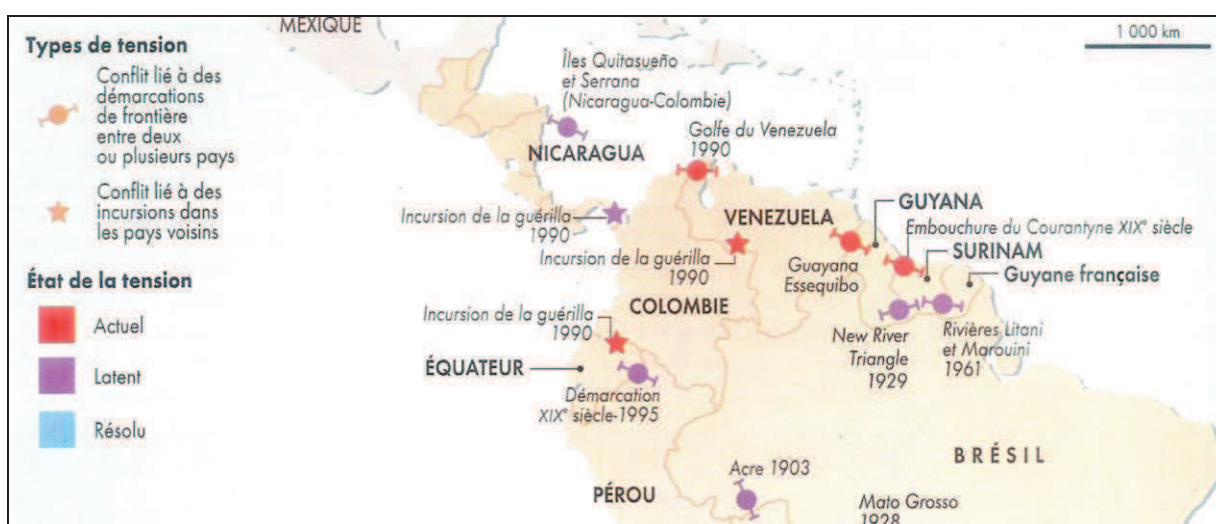 MEXIQUE
1 000 km
Types de tension
Conflit lié à des
démarcations
de frontière
entre deux
ou plusieurs pays
Conflit lié à des
incursions dans
les pays voisins
État de la tension
Actuel
Latent
Résolu
Îles Quitasueño
et Serrana
(Nicaragua-Colombie)
NICARAGUA
Golfe du Venezuela
1990
Incursion de la guérilla
1990
VENEZUELA
GUYANA
Embouchure du Courantyne XIXe siècle
Incursion de la guérilla
1990
Guayana
Essequibo
SURINAM
Guyane française
COLOMBIE
Incursion de la guérilla
1990
New River
Triangle
1929
Rivières Litani
et Marouini
1961
ÉQUATEUR
Démarcation
XIXe siècle-1995
BRÉSIL
Acre 1903
PÉROU
Mato Grosso
1928